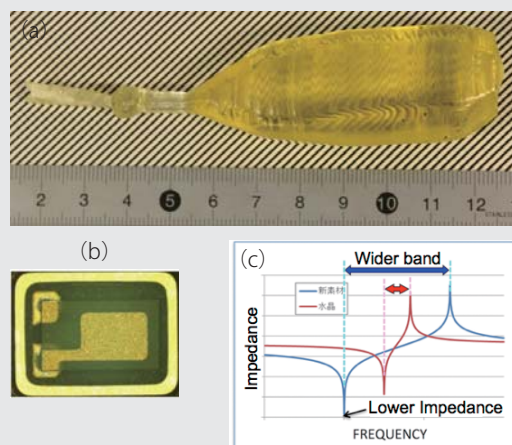 (a)
2 3 4 5 6 7 8 9 10 11 12
(b)
(c)
Wider band
新素材
水晶
Impedance
Lower Impedance
FREQUENCY